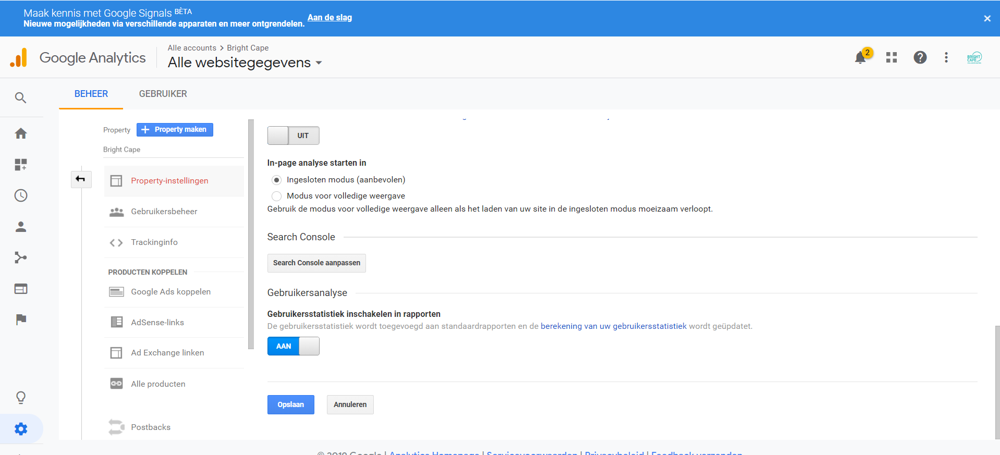 Maak kennis met Google Signals BÈTA
Nieuwe mogelijkheden via verschillende apparaten en meer ontgrendelen. Aan de slag
Google Analytics
Alle accounts > Bright Cape
Alle websitegegevens
2
BRIGHT CAPE
BEHEER GEBRUIKER
Property + Property maken
Bright Cape
Property-instellingen
Gebruikersbeheer
Trackinginfo
PRODUCTEN KOPPELEN
Google Ads koppelen
AdSense-links
Ad Exchange linken
Alle producten
Postbacks
UIT
In-page analyse starten in
Ingesloten modus (aanbevolen)
Modus voor volledige weergave
Gebruik de modus voor volledige weergave alleen als het laden van uw site in de ingesloten modus moeizaam verloopt.
Search Console
Search Console aanpassen
Gebruikersanalyse
Gebruikersstatistiek inschakelen in rapporten
De gebruikersstatistiek wordt toegevoegd aan standaardrapporten en de berekening van uw gebruikersstatistiek wordt geüpdatet.
AAN
Opslaan Annuleren
© 2019 Google | Analytics Homepage | Servicevoorwaarden | Privacybeleid | Feedback verzenden